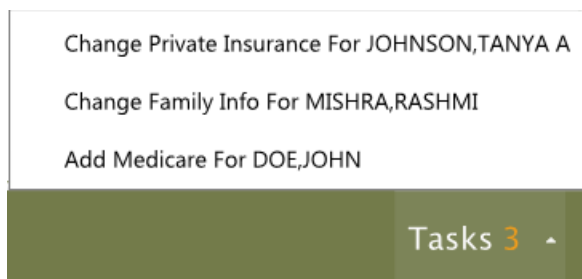 Change Private Insurance For JOHNSON,TANYA A
Change Family Info For MISHRA,RASHMI
Add Medicare For DOE,JOHN
Tasks 3